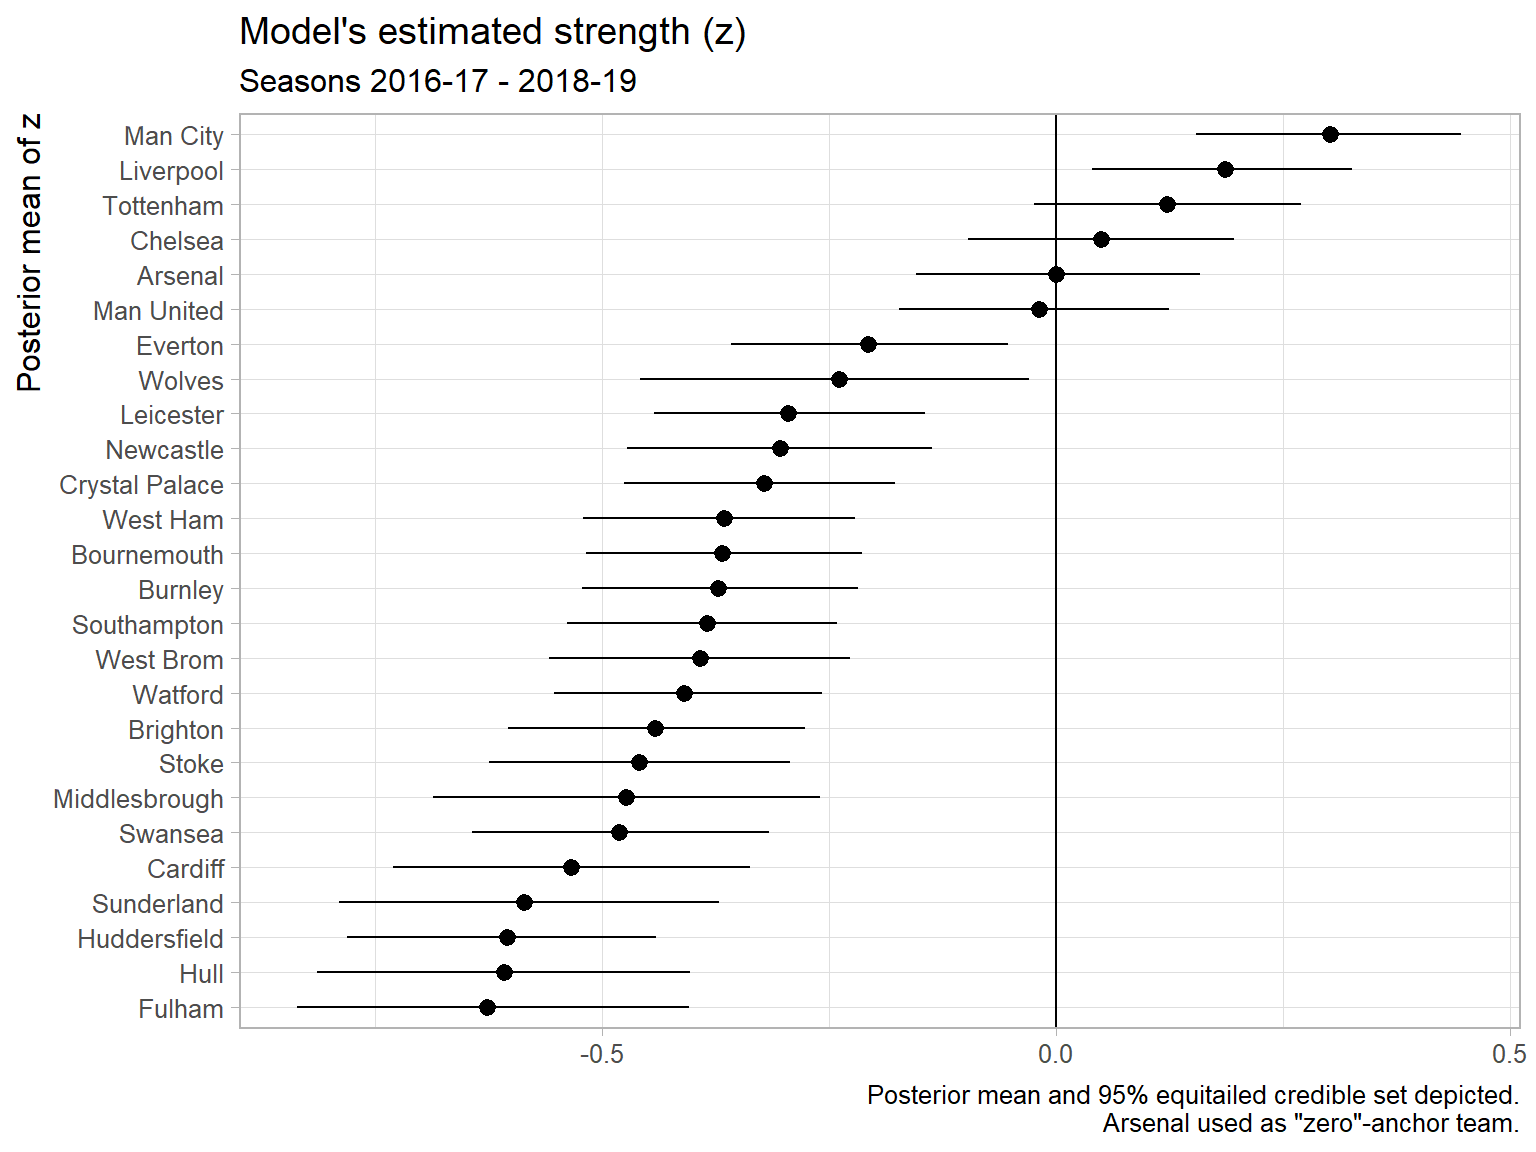 Model's estimated strength (z)
Seasons 2016-17 - 2018-19
Posterior mean of z
Man City
Liverpool
Tottenham
Chelsea
Arsenal
Man United
Everton
Wolves
Leicester
Newcastle
Crystal Palace
West Ham
Bournemouth
Burnley
Southampton
West Brom
Watford
Brighton
Stoke
Middlesbrough
Swansea
Cardiff
Sunderland
Huddersfield
Hull
Fulham
-0.5 0.0 0.5
Posterior mean and 95% equitailed credible set depicted.
Arsenal used as "zero"-anchor team.